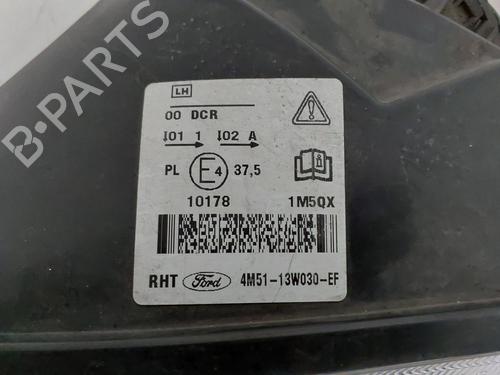 B-PARTS
LH
00 DCR
↓01 1 ↓02 A
PL E4 37,5
10178 1M5QX
RHT Ford 4M51-13W030-EF